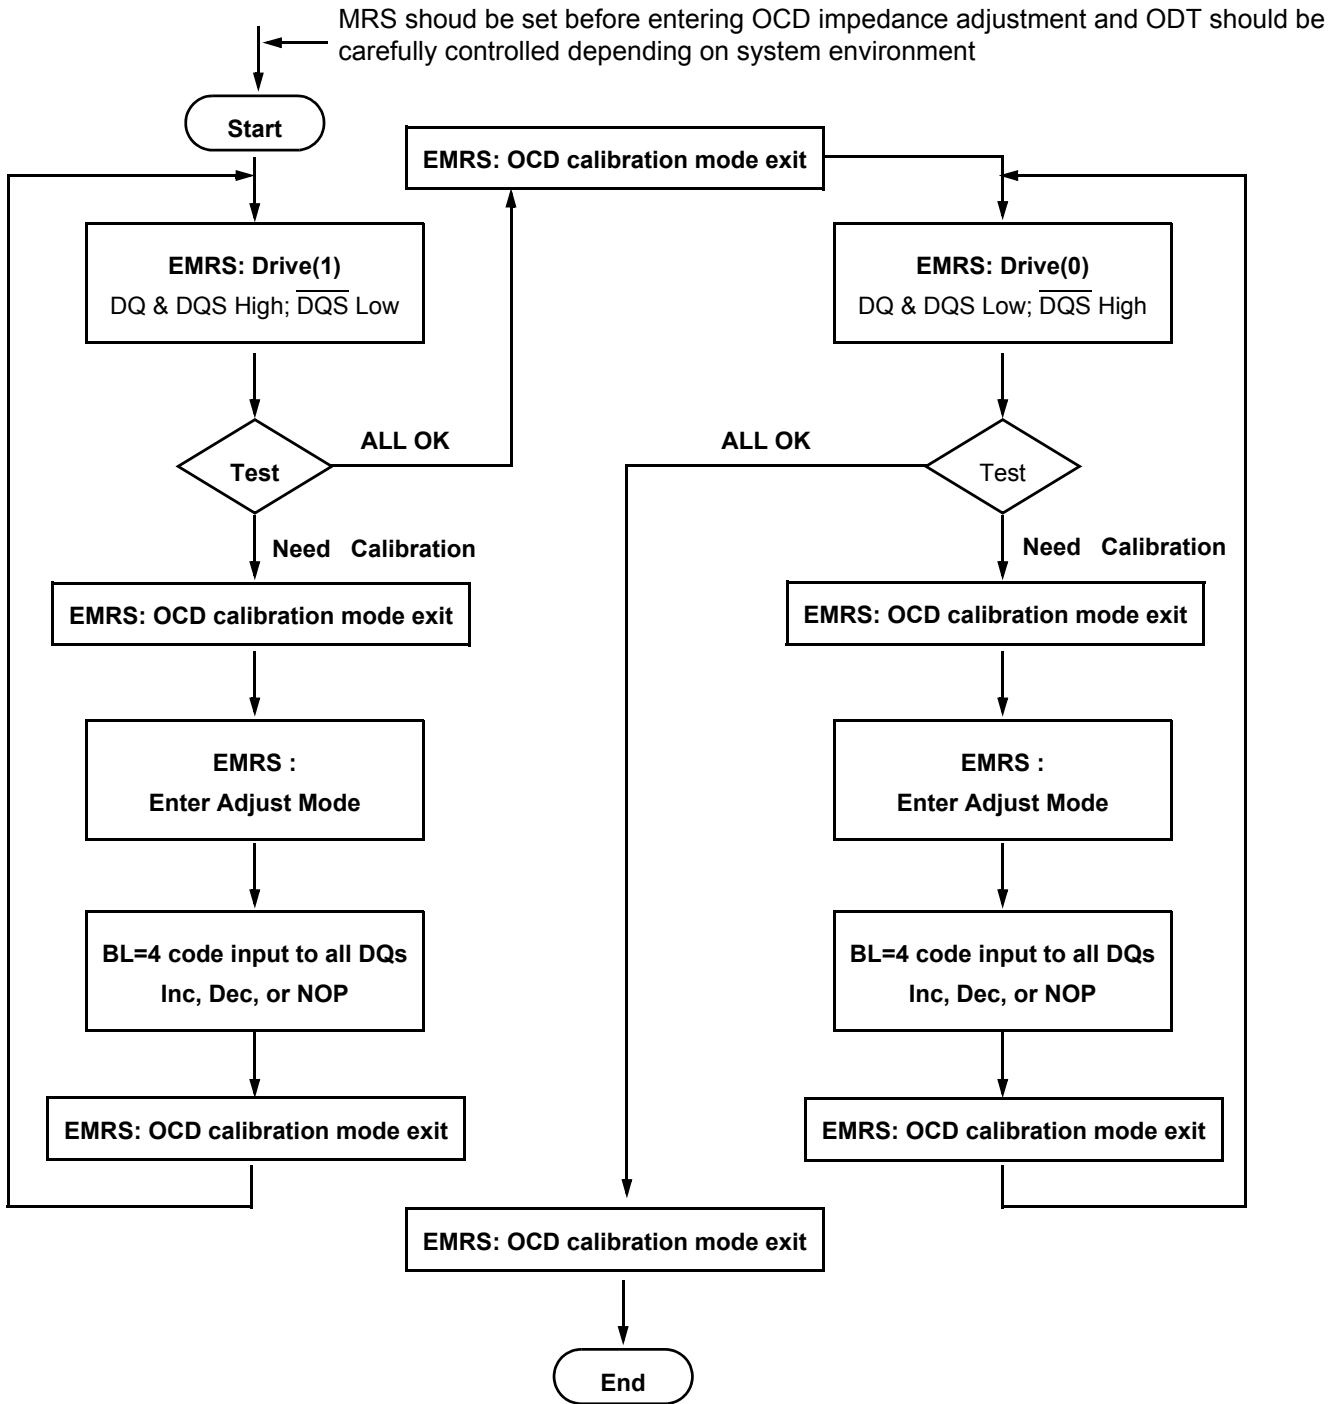 MRS shoud be set before entering OCD impedance adjustment and ODT should be
carefully controlled depending on system environment
Start
EMRS: OCD calibration mode exit
EMRS: Drive(1)
DQ & DQS High; D̅Q̅S̅ Low
EMRS: Drive(0)
DQ & DQS Low; D̅Q̅S̅ High
Test
ALL OK
ALL OK
Test
Need Calibration
Need Calibration
EMRS: OCD calibration mode exit
EMRS: OCD calibration mode exit
EMRS :
Enter Adjust Mode
EMRS :
Enter Adjust Mode
BL=4 code input to all DQs
Inc, Dec, or NOP
BL=4 code input to all DQs
Inc, Dec, or NOP
EMRS: OCD calibration mode exit
EMRS: OCD calibration mode exit
EMRS: OCD calibration mode exit
End